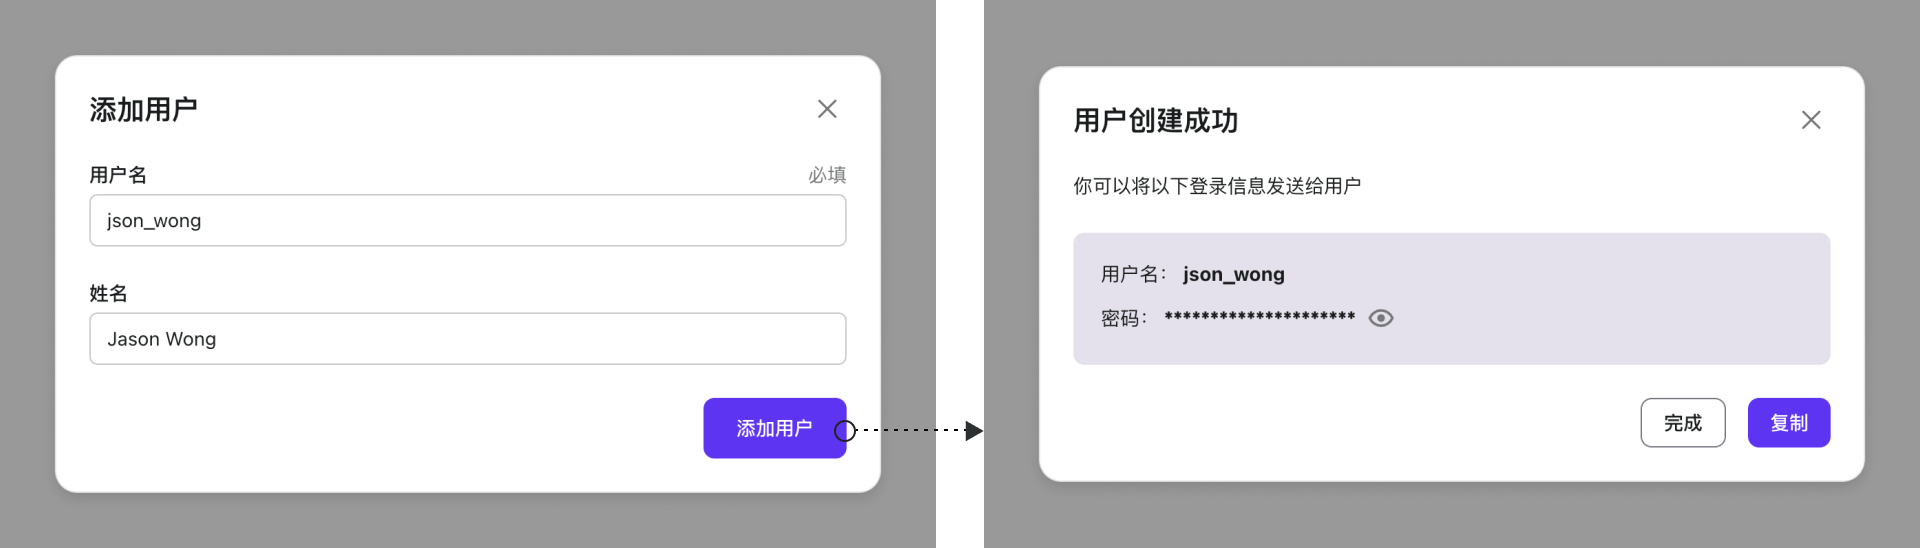 添加用户
用户名 必填
json_wong
姓名
Jason Wong
添加用户
用户创建成功
你可以将以下登录信息发送给用户
用户名： json_wong
密码： *********************
完成 复制